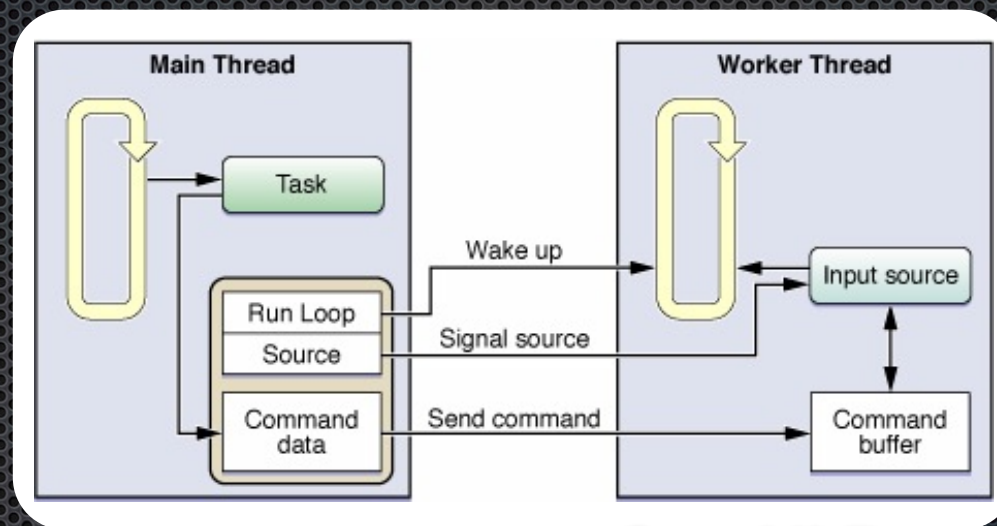 Main Thread
Worker Thread
Task
Wake up
Input source
Run Loop
Signal source
Source
Send command
Command
data
Command
buffer